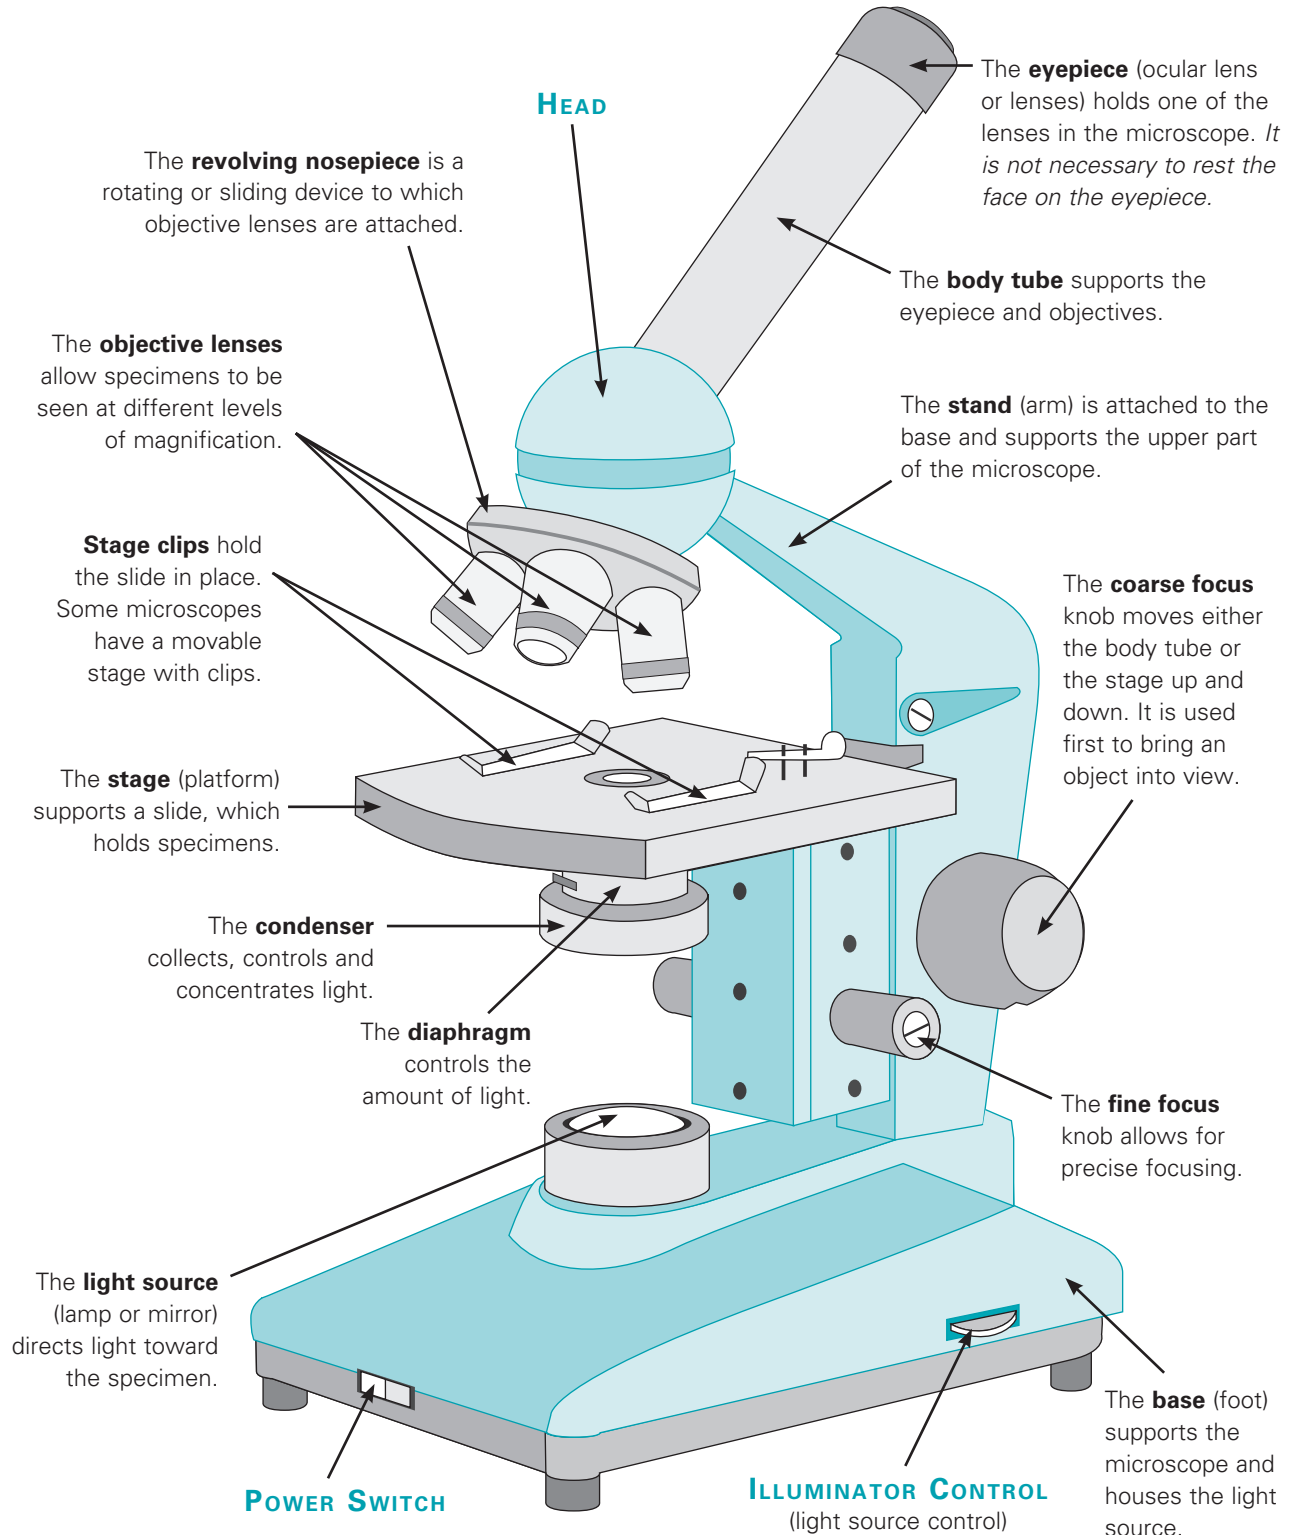 The eyepiece (ocular lens
or lenses) holds one of the
lenses in the microscope. It
is not necessary to rest the
face on the eyepiece.
HEAD
The revolving nosepiece is a
rotating or sliding device to which
objective lenses are attached.
The body tube supports the
eyepiece and objectives.
The objective lenses
allow specimens to be
seen at different levels
of magnification.
The stand (arm) is attached to the
base and supports the upper part
of the microscope.
Stage clips hold
the slide in place.
Some microscopes
have a movable
stage with clips.
The coarse focus
knob moves either
the body tube or
the stage up and
down. It is used
first to bring an
object into view.
The stage (platform)
supports a slide, which
holds specimens.
The condenser
collects, controls and
concentrates light.
The diaphragm
controls the
amount of light.
The fine focus
knob allows for
precise focusing.
The light source
(lamp or mirror)
directs light toward
the specimen.
The base (foot)
supports the
microscope and
houses the light
source.
POWER SWITCH
ILLUMINATOR CONTROL
(light source control)